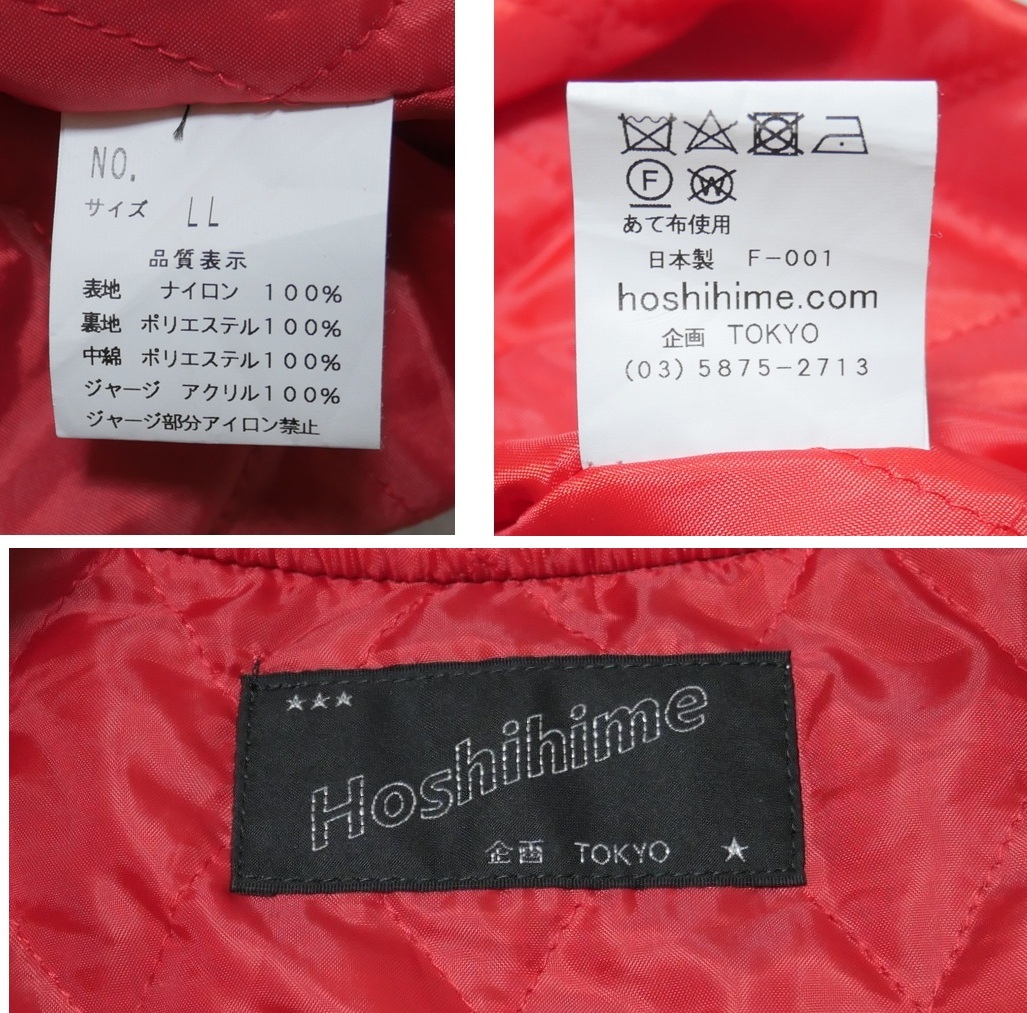 NO.
サイズ LL
品質表示
表地 ナイロン 100%
裏地 ポリエステル100%
中綿 ポリエステル100%
ジャージ アクリル100%
ジャージ部分アイロン禁止
F W
あて布使用
日本製 F-001
hoshihime.com
企画 TOKYO
(03)5875-2713
Hoshihime
企画 TOKYO